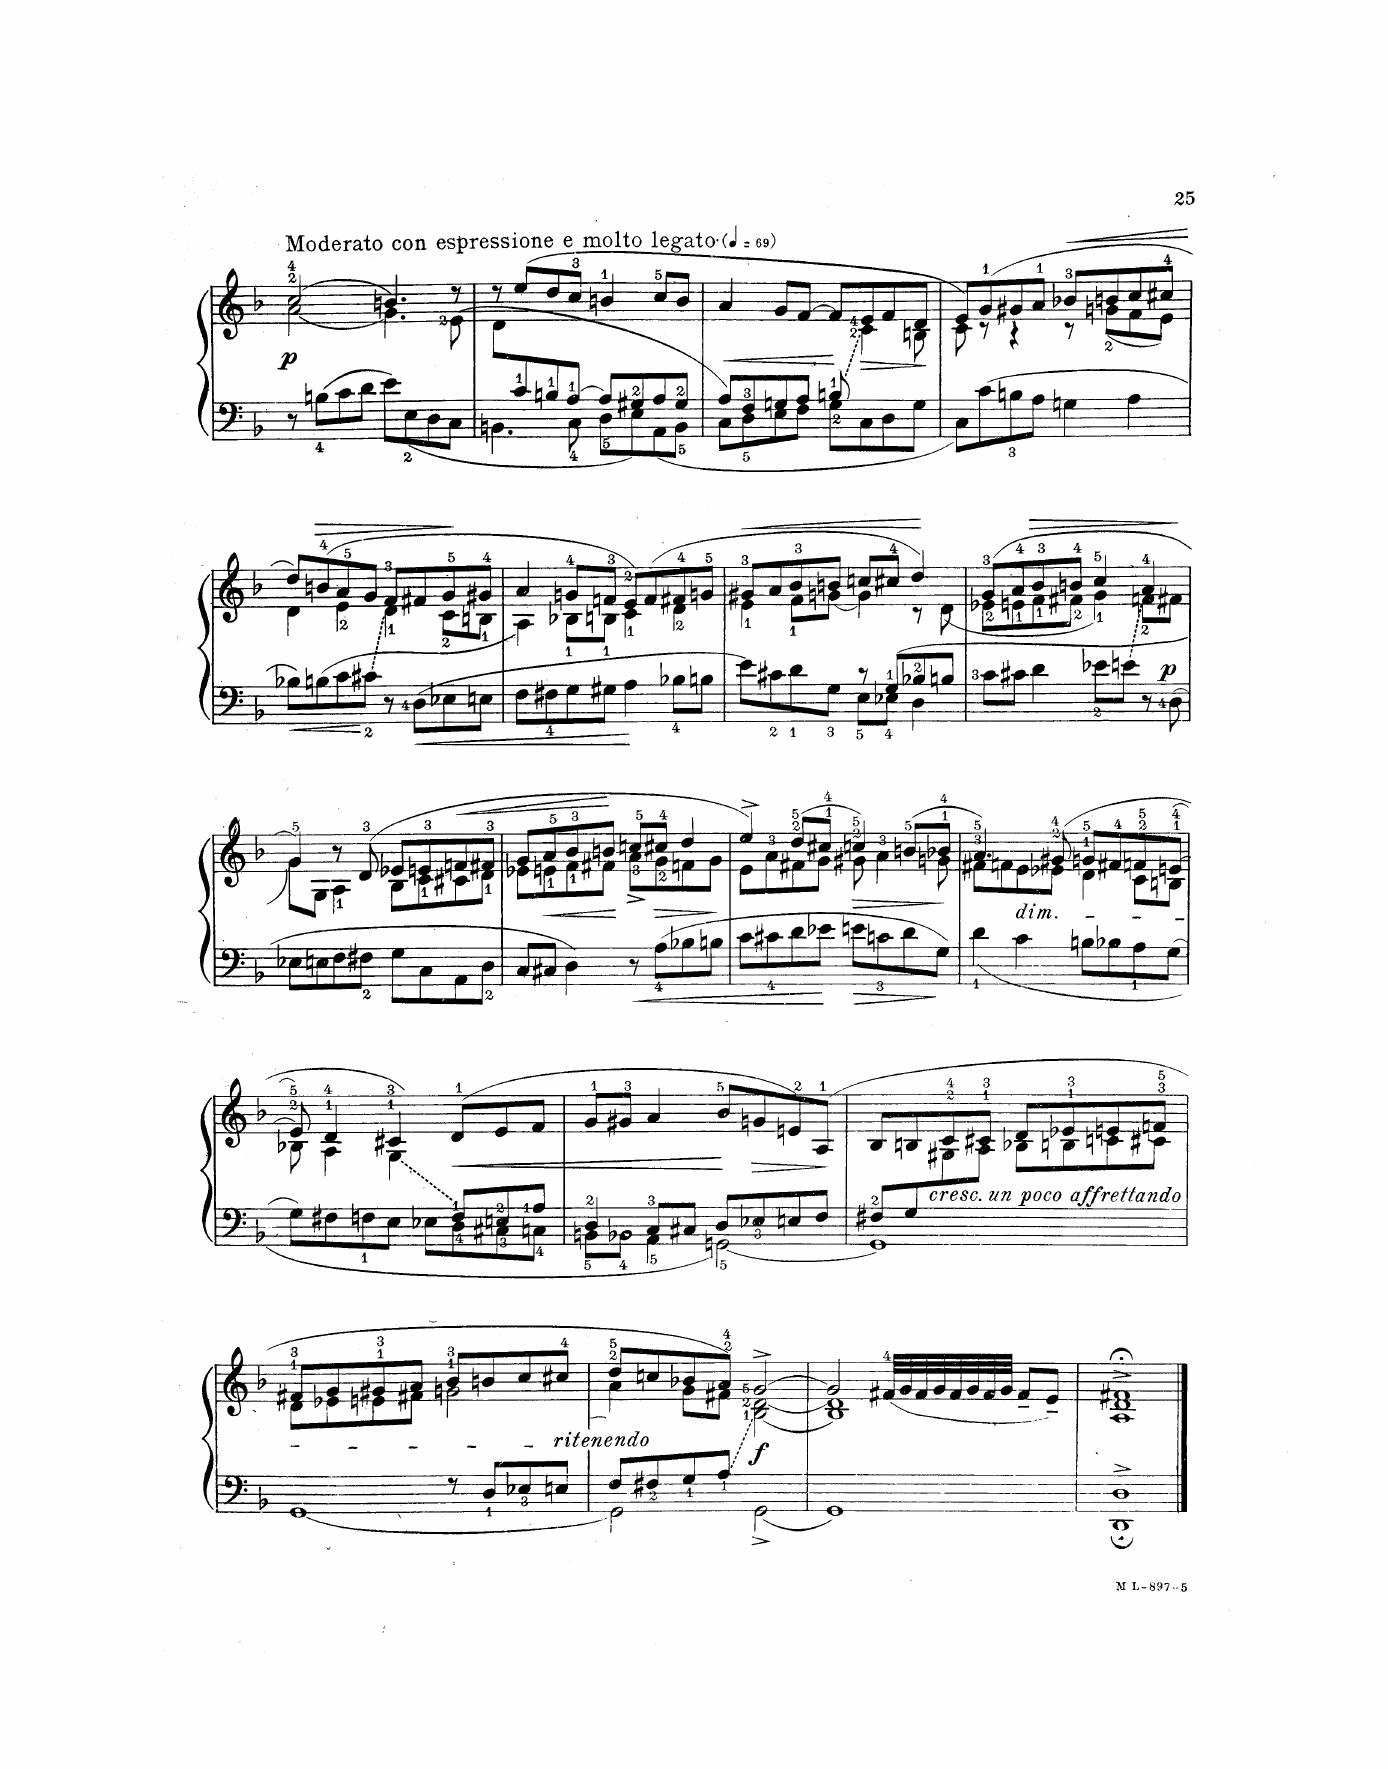 25
Moderato con espressione e molto legato (♩ = 69)
p
p
dim.
cresc. un poco affrettando
ritenendo
f
M L-897-5